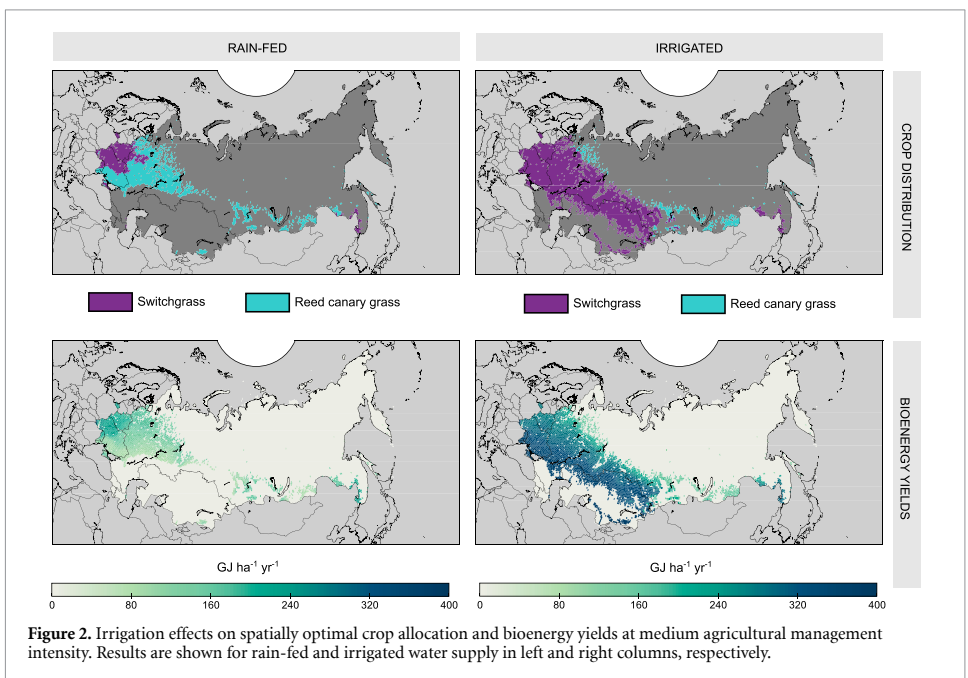 RAIN-FED
IRRIGATED
CROP DISTRIBUTION
Switchgrass
Reed canary grass
Switchgrass
Reed canary grass
BIOENERGY YIELDS
GJ ha⁻¹ yr⁻¹
GJ ha⁻¹ yr⁻¹
0 80 160 240 320 400
0 80 160 240 320 400
Figure 2. Irrigation effects on spatially optimal crop allocation and bioenergy yields at medium agricultural management
intensity. Results are shown for rain-fed and irrigated water supply in left and right columns, respectively.